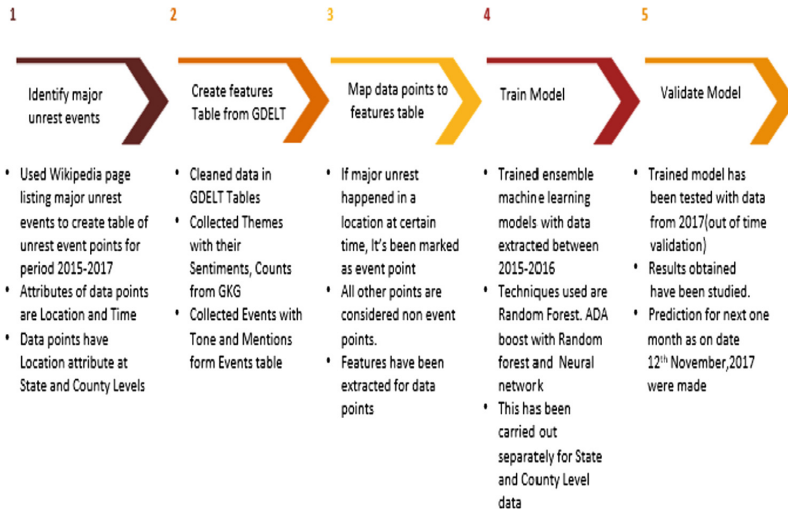 1
Identify major
unrest events
• Used Wikipedia page
listing major unrest
events to create table of
unrest event points for
period 2015-2017
• Attributes of data points
are Location and Time
• Data points have
Location attribute at
State and County Levels
2
Create features
Table from GDELT
• Cleaned data in
GDELT Tables
• Collected Themes
with their
Sentiments, Counts
from GKG
• Collected Events with
Tone and Mentions
form Events table
3
Map data points to
features table
• If major unrest
happened in a
location at certain
time, It's been marked
as event point
• All other points are
considered non event
points.
• Features have been
extracted for data
points
4
Train Model
• Trained ensemble
machine learning
models with data
extracted between
2015-2016
• Techniques used are
Random Forest. ADA
boost with Random
forest and Neural
network
• This has been
carried out
separately for State
and County Level
data
5
Validate Model
• Trained model has
been tested with data
from 2017(out of time
validation)
• Results obtained
have been studied.
• Prediction for next one
month as on date
12th November,2017
were made